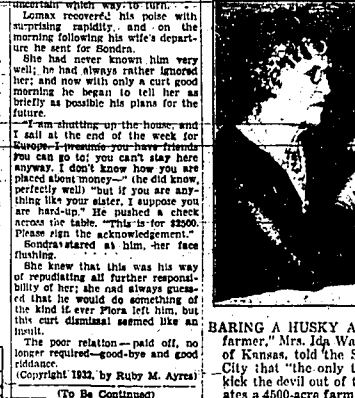 uncertain which way to turn.
Lomax recovered his poise with
surprising rapidity, and on the
morning following his wife's depart-
ure he sent for Sondra.
She had never known him very
well; he had always rather ignored
her; and now with only a curt good
morning he began to tell her as
briefly as possible his plans for the
future.
"I am shutting up the house, and
I sail at the end of the week for
Europe. I presume you have friends
you can go to; you can't stay here
anyway. I don't know how you are
placed about money—" (he did know,
perfectly well) "but if you are any-
thing like your sister, I suppose you
are hard-up." He pushed a check
across the table. "This is for $2500.
Please sign the acknowledgement."
Sondra stared at him, her face
flushing.
She knew that this was his way
of repudiating all further responsi-
bility of her; she had always guess-
ed that he would do something of
the kind if ever Flora left him, but
this curt dismissal seemed like an
insult.
The poor relation—paid off, no
longer required—good-bye and good
riddance.
(Copyright 1932, by Ruby M. Ayres)
(To Be Continued)
BARING A HUSKY A
farmer," Mrs. Ida Wa
of Kansas, told the S
City that "the only t
kick the devil out of t
ates a 4500-acre farm